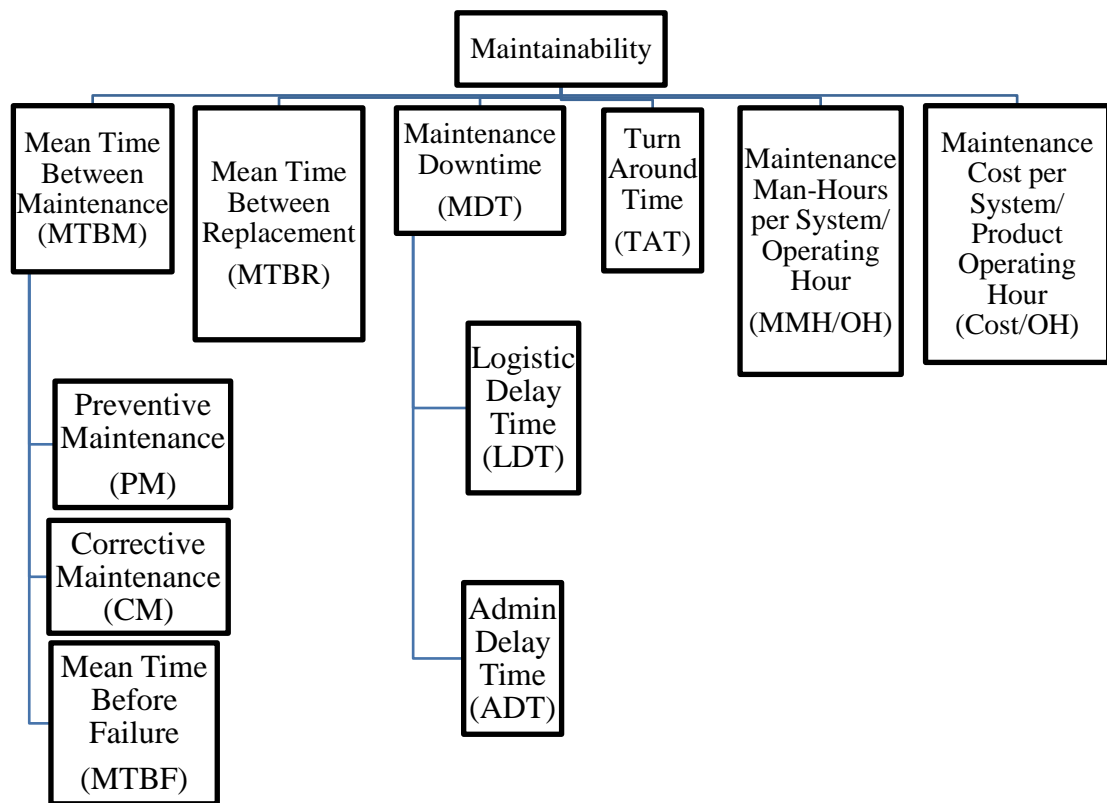 Maintainability
Mean Time
Between
Maintenance
(MTBM)
Mean Time
Between
Replacement
(MTBR)
Maintenance
Downtime
(MDT)
Turn
Around
Time
(TAT)
Maintenance
Man-Hours
per System/
Operating
Hour
(MMH/OH)
Maintenance
Cost per
System/
Product
Operating
Hour
(Cost/OH)
Preventive
Maintenance
(PM)
Corrective
Maintenance
(CM)
Mean Time
Before
Failure
(MTBF)
Logistic
Delay
Time
(LDT)
Admin
Delay
Time
(ADT)